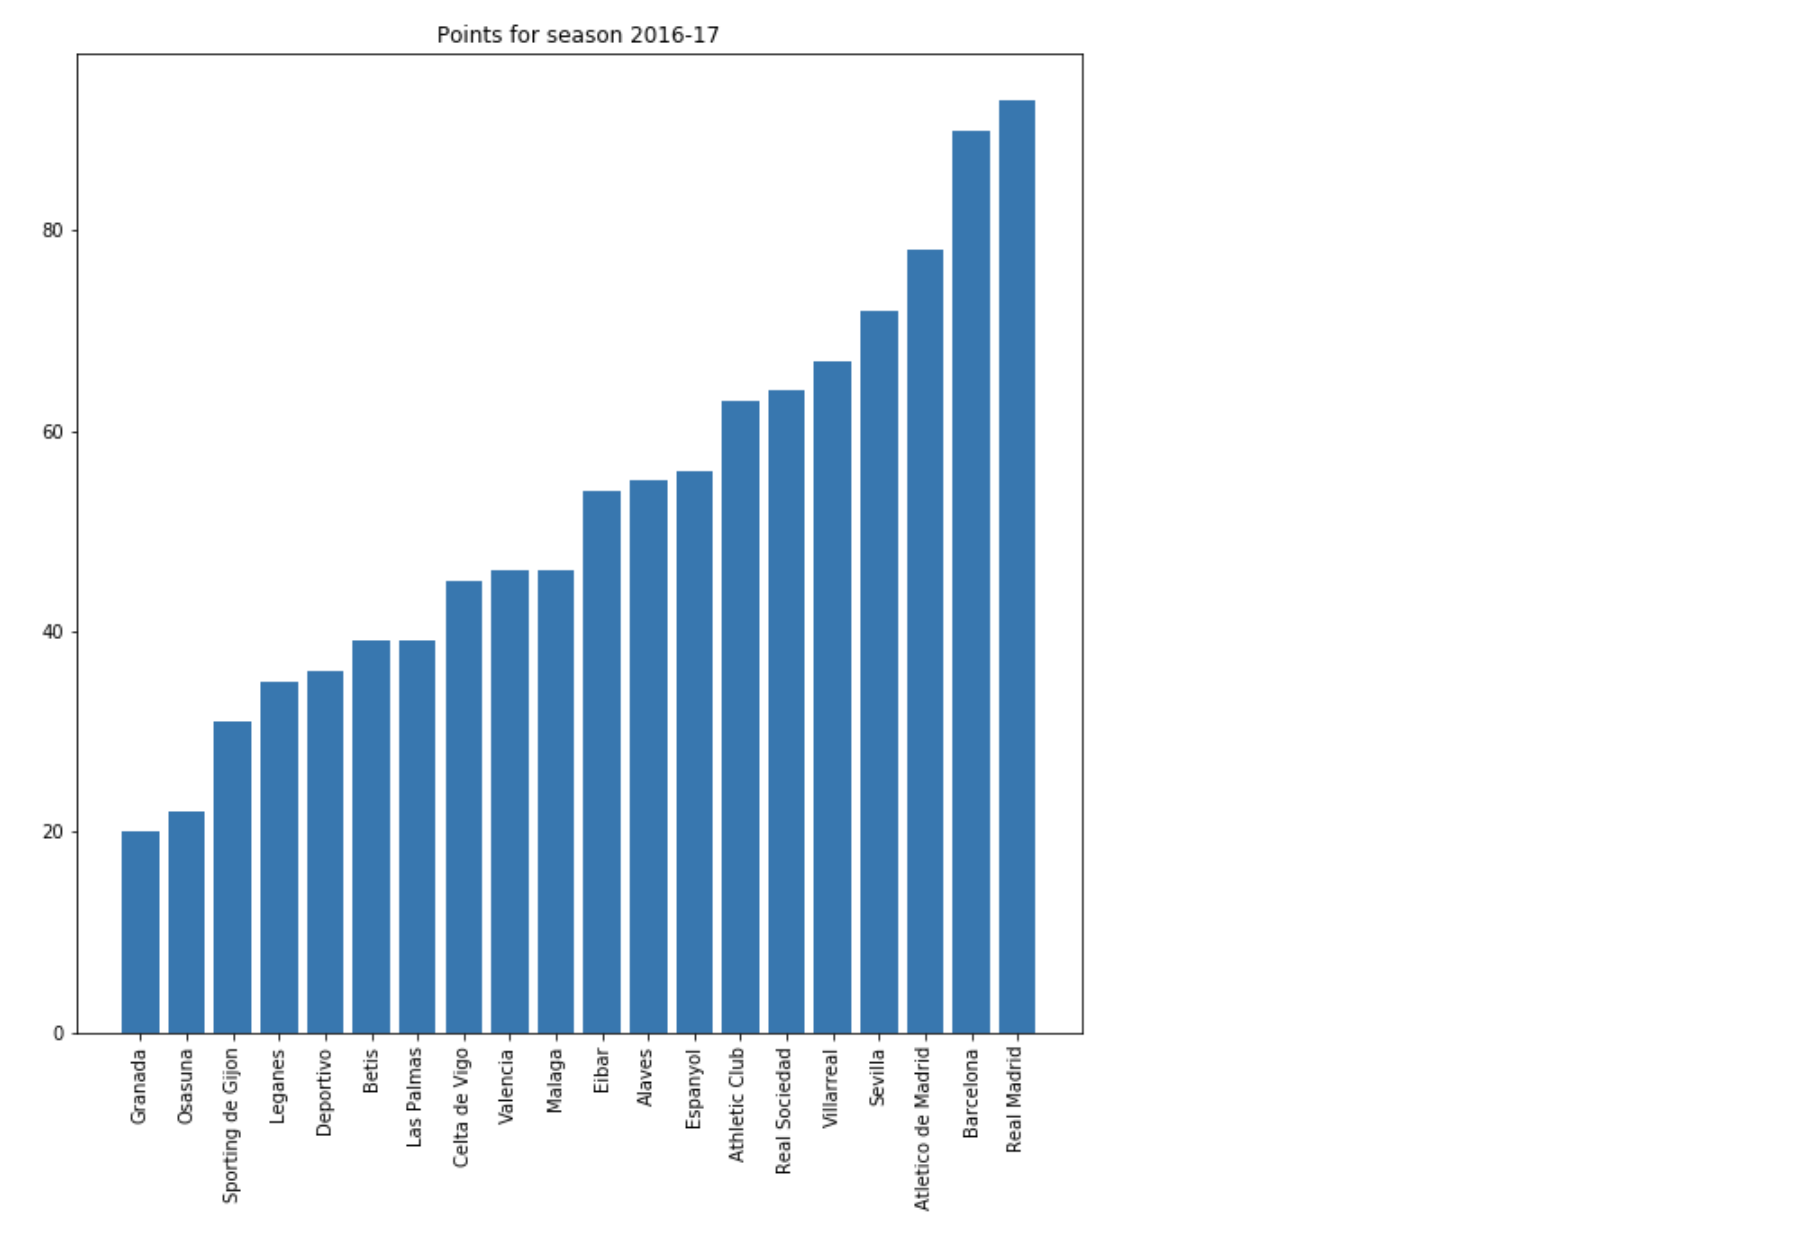 Points for season 2016-17
80
60
40
20
0
Granada
Osasuna
Sporting de Gijon
Leganes
Deportivo
Betis
Las Palmas
Celta de Vigo
Valencia
Malaga
Eibar
Alaves
Espanyol
Athletic Club
Real Sociedad
Villarreal
Sevilla
Atletico de Madrid
Barcelona
Real Madrid